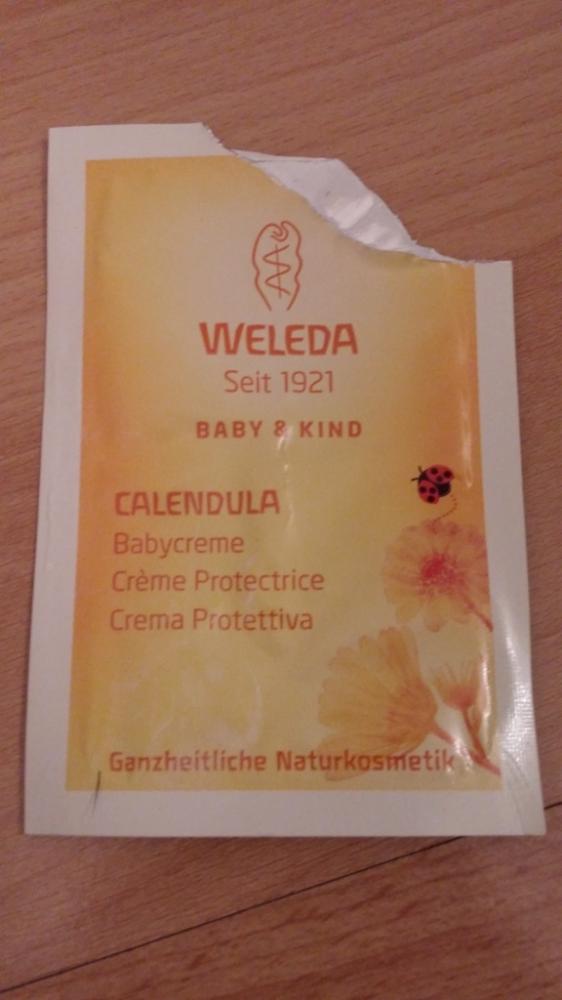 WELEDA
Seit 1921
BABY & KIND
CALENDULA
Babycreme
Crème Protectrice
Crema Protettiva
Ganzheitliche Naturkosmetik